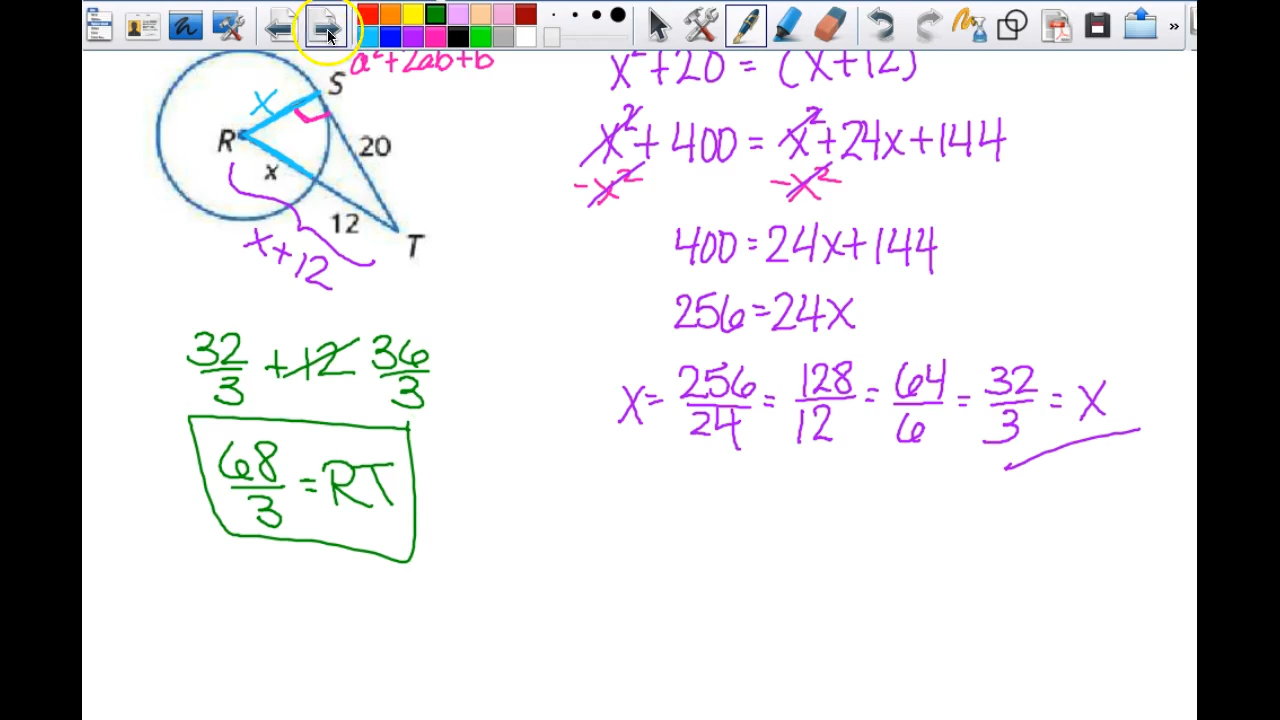 a²+2ab+b
x²+20 = (x+12)
S
x
R
20
x
12
T
x+12
x²+400 = x²+24x+144
-x² -x²
400=24x+144
256=24x
x= 256/24 = 128/12 = 64/6 = 32/3 = x
32/3 +12 36/3
68/3 =RT
»